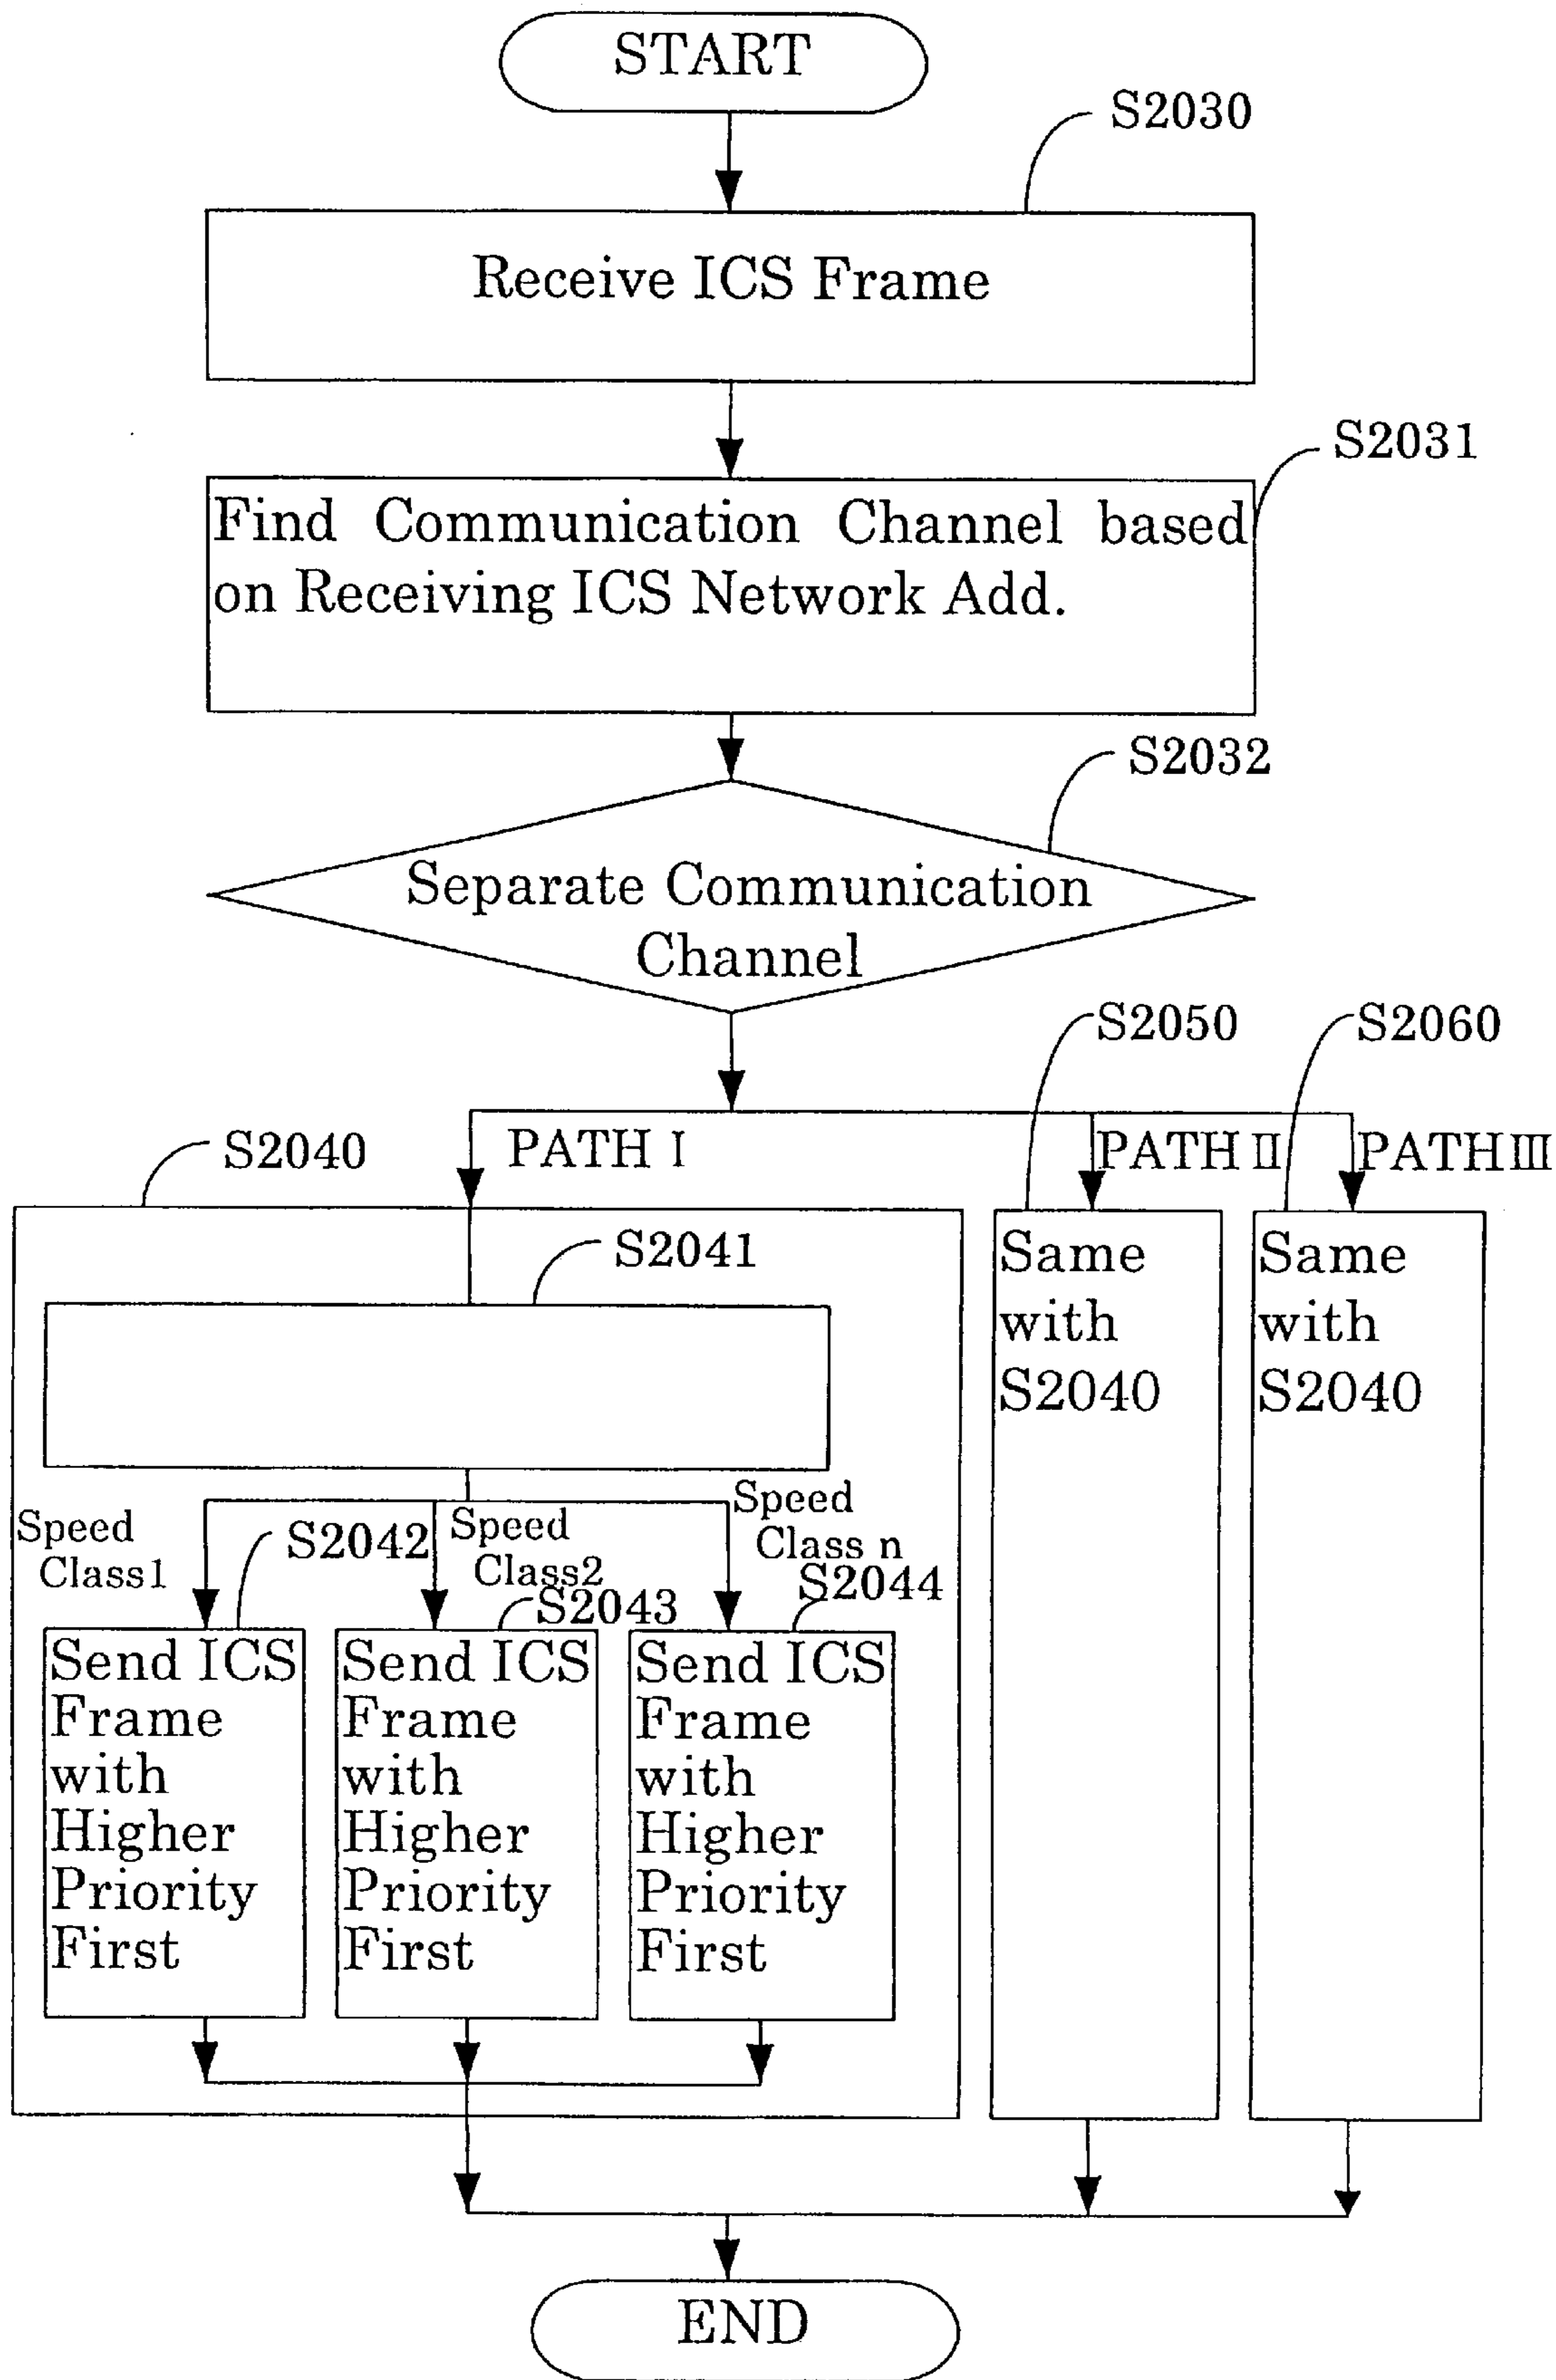 START
S2030
Receive ICS Frame
S2031
Find Communication Channel based
on Receiving ICS Network Add.
S2032
Separate Communication
Channel
S2050
S2060
S2040
PATH I
PATH II
PATH III
S2041
Same
with
S2040
Same
with
S2040
Speed
Class1
S2042
Speed
Class2
S2043
Speed
Class n
S2044
Send ICS
Frame
with
Higher
Priority
First
Send ICS
Frame
with
Higher
Priority
First
Send ICS
Frame
with
Higher
Priority
First
END